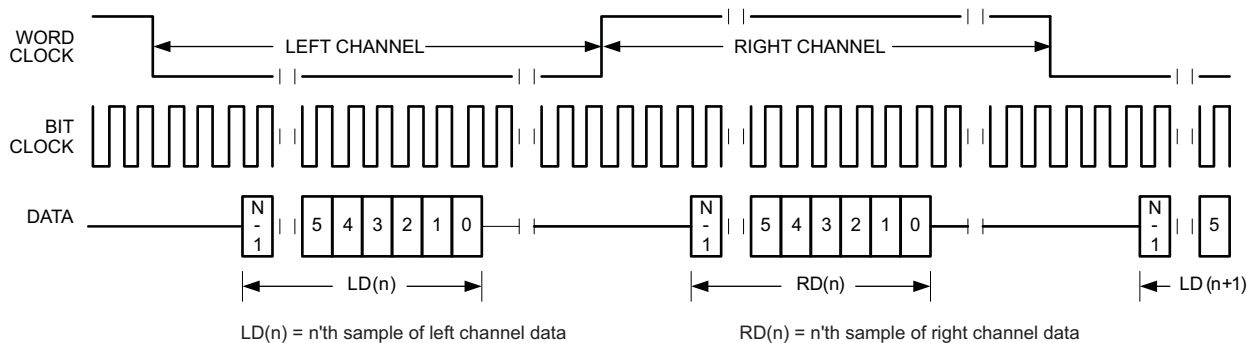 WORD
CLOCK
LEFT CHANNEL
RIGHT CHANNEL
BIT
CLOCK
DATA
N
-
1
5 4 3 2 1 0
N
-
1
5 4 3 2 1 0
N
-
1
5
LD(n)
RD(n)
LD (n+1)
LD(n) = n'th sample of left channel data
RD(n) = n'th sample of right channel data